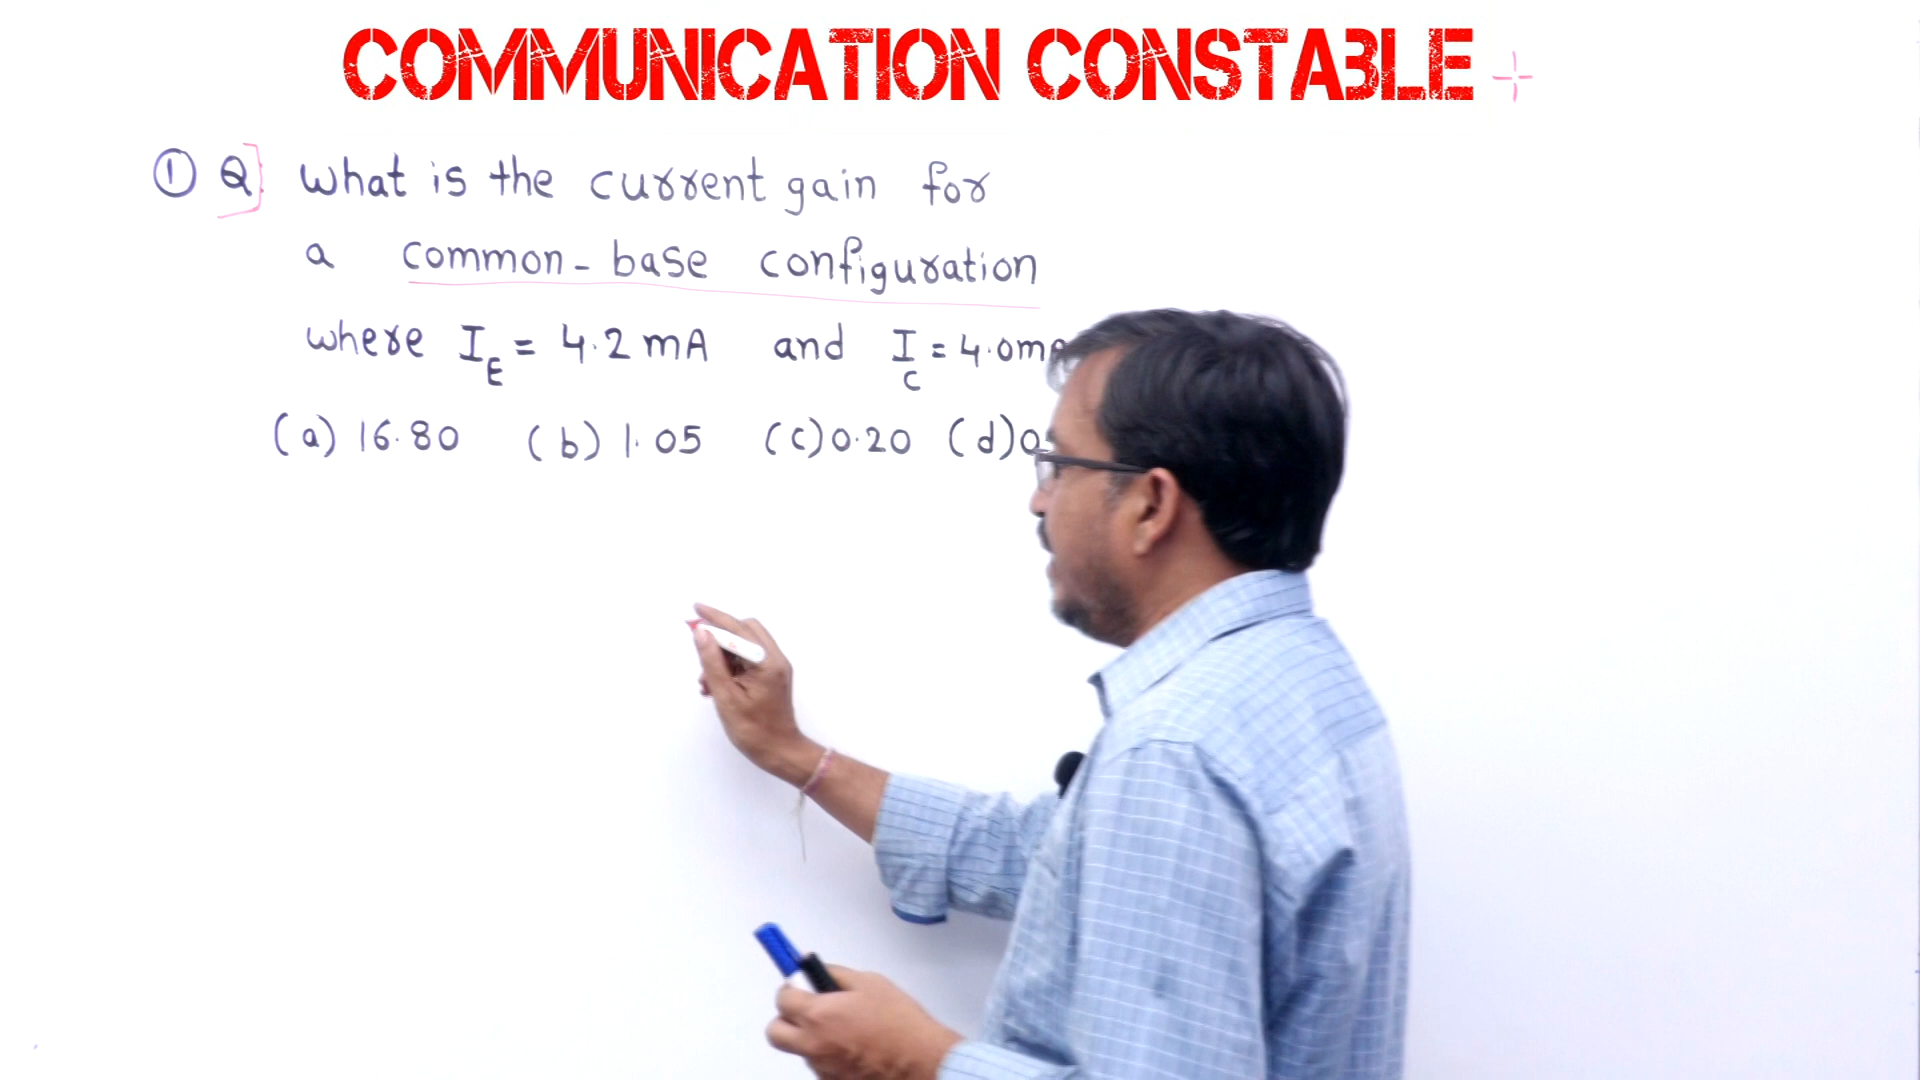 COMMUNICATION CONSTABLE
① Q} What is the current gain for
a common-base configuration
where I_E = 4.2 mA and I_C = 4.0m
(a) 16.80 (b) 1.05 (c) 0.20 (d) 0